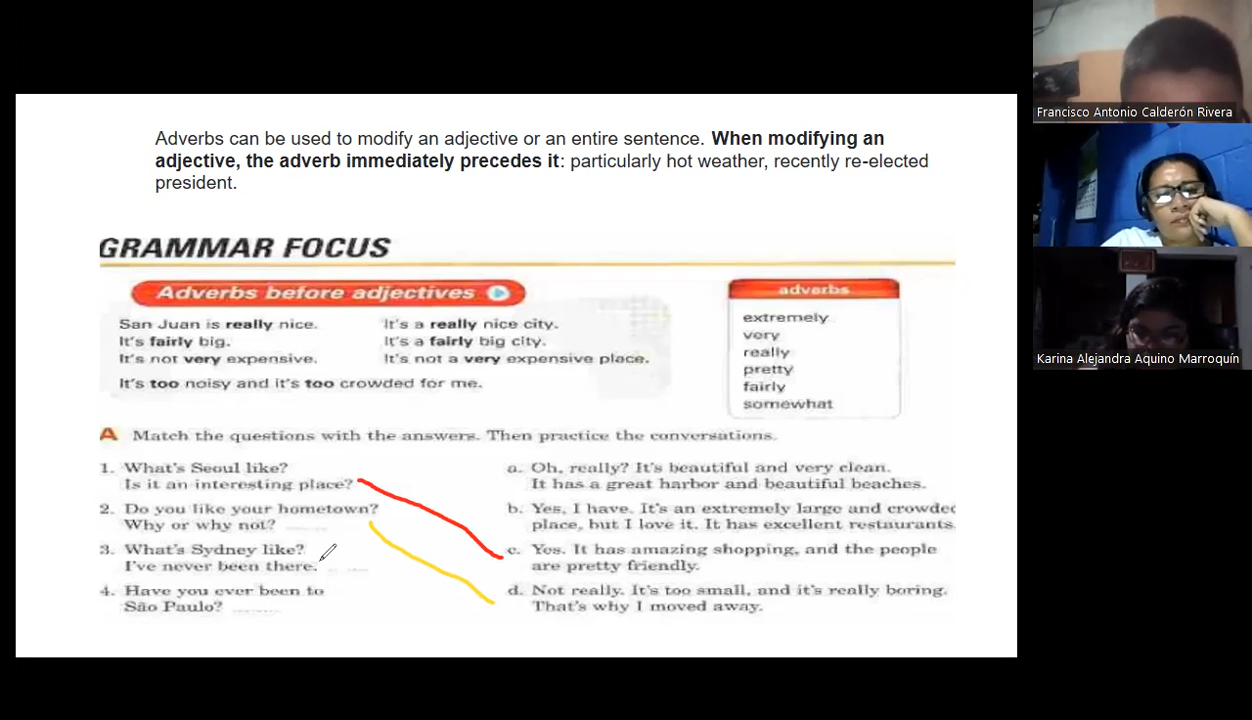 Adverbs can be used to modify an adjective or an entire sentence. When modifying an
adjective, the adverb immediately precedes it: particularly hot weather, recently re-elected
president.
GRAMMAR FOCUS
Adverbs before adjectives
San Juan is really nice.
It's fairly big.
It's not very expensive.
It's a really nice city.
It's a fairly big city.
It's not a very expensive place.
It's too noisy and it's too crowded for me.
adverbs
extremely
very
really
pretty
fairly
somewhat
A Match the questions with the answers. Then practice the conversations.
1. What's Seoul like?
Is it an interesting place?
2. Do you like your hometown?
Why or why not?
3. What's Sydney like?
I've never been there.
4. Have you ever been to
São Paulo?
a. Oh, really? It's beautiful and very clean.
It has a great harbor and beautiful beaches.
b. Yes, I have. It's an extremely large and crowded
place, but I love it. It has excellent restaurants.
c. Yes. It has amazing shopping, and the people
are pretty friendly.
d. Not really. It's too small, and it's really boring.
That's why I moved away.
Francisco Antonio Calderón Rivera
Karina Alejandra Aquino Marroquín